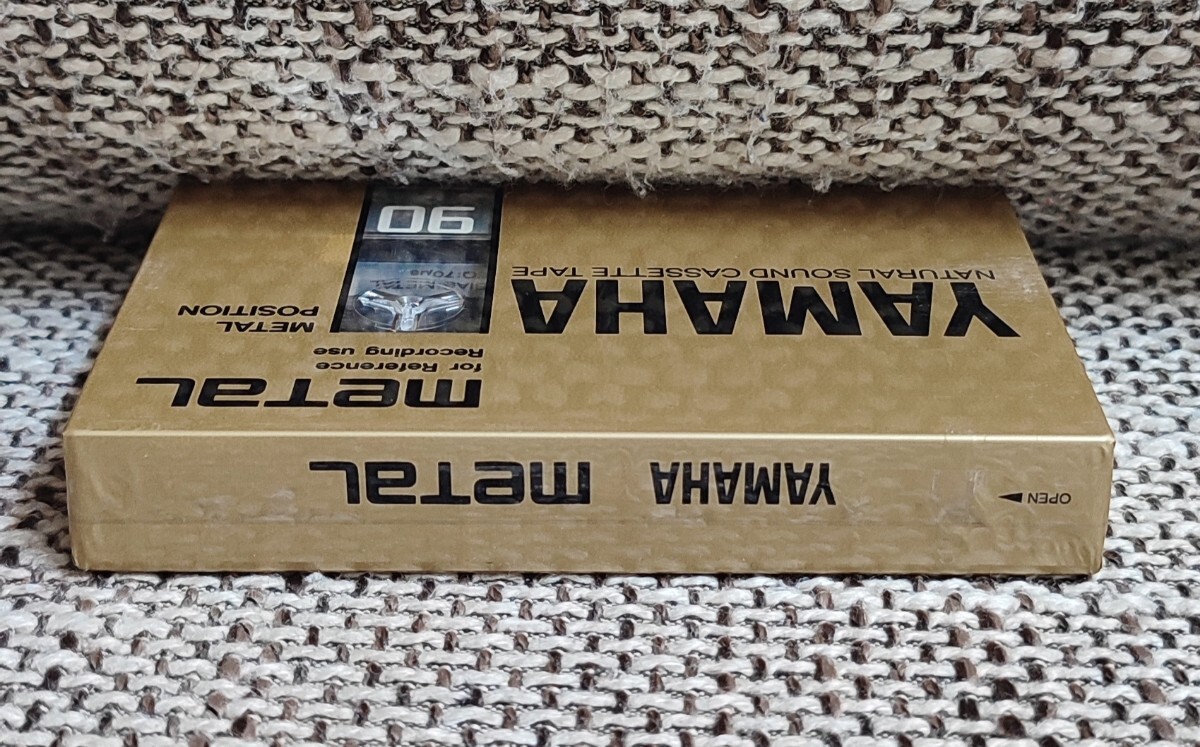 YAMAHA
NATURAL SOUND CASSETTE TAPE
90
METAL
POSITION
metal
for Reference
Recording use
OPEN
YAMAHA metal